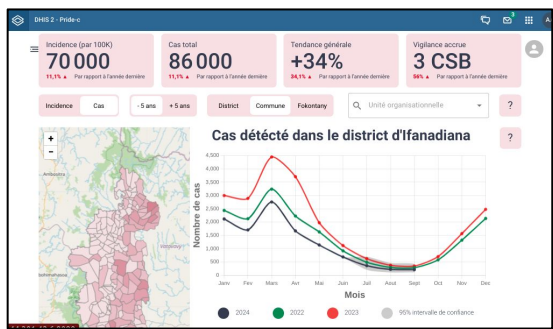 DHIS 2 - Pride-c
3
Incidence (par 100K)
70 000
11,1% ▲ Par rapport à l'année dernière
Cas total
86 000
11,1% ▲ Par rapport à l'année dernière
Tendance générale
+34%
34,1% ▲ Par rapport à l'année dernière
Vigilance accrue
3 CSB
56% ▲ Par rapport à l'année dernière
Incidence Cas
- 5 ans + 5 ans
District Commune Fokontany
Unité organisationnelle
?
+
−
Cas détécté dans le district d'Ifanadiana
?
Nombre de cas
4,500
4,000
3,500
3,000
2,500
2,000
1,500
1,000
500
0
Janv Fev Mars Avr Mai Juin Juil Aout Sept Oct Nov Dec
Mois
2024 2022 2023 95% intervalle de confiance